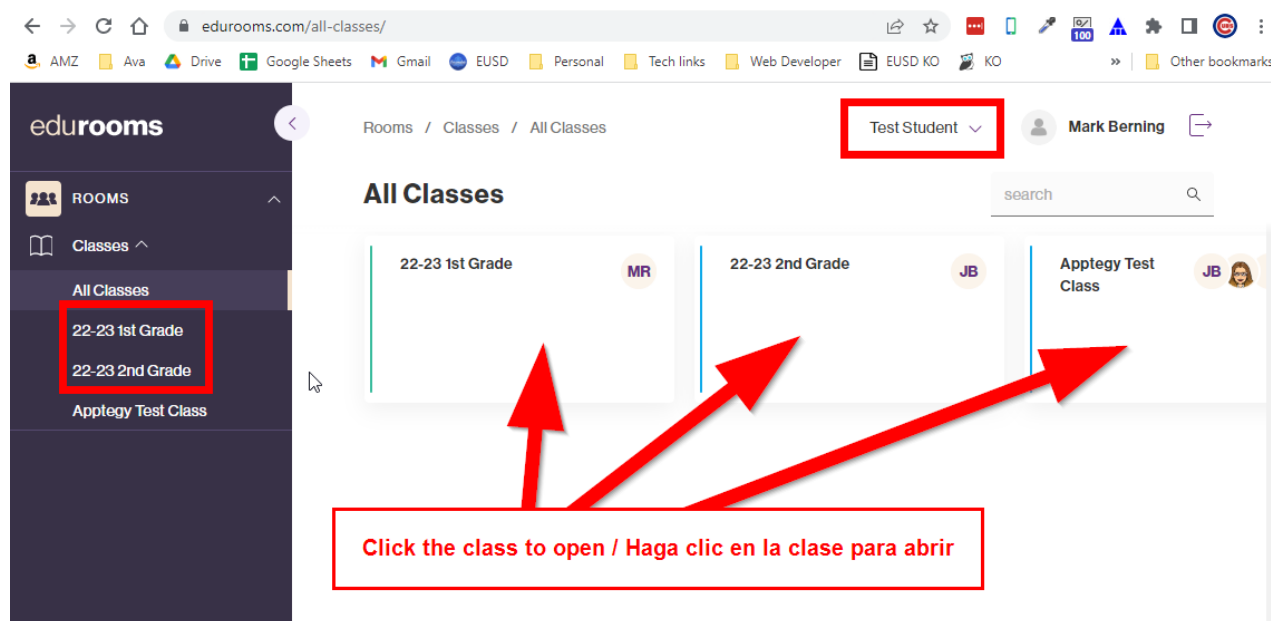 edurooms.com/all-classes/
0/
100
CUBS
a AMZ Ava Drive Google Sheets Gmail EUSD Personal Tech links Web Developer EUSD KO KO » Other bookmarks
edurooms
Rooms / Classes / All Classes
Test Student
Mark Berning
ROOMS
All Classes
search
Classes
22-23 1st Grade MR
22-23 2nd Grade JB
Apptegy Test JB
Class
All Classes
22-23 1st Grade
22-23 2nd Grade
Apptegy Test Class
Click the class to open / Haga clic en la clase para abrir